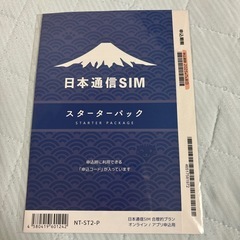 日本通信SIM
スターターパック
STARTER PACKAGE
申込時に利用できる
「申込コード」が入っています
4580419601242
NT-ST2-P
日本通信SIM 合理的プラン
オンライン/アプリ申込用